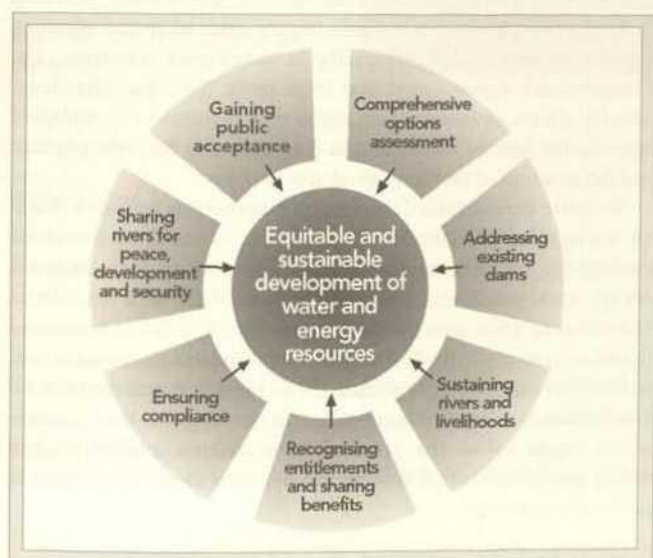 Gaining
public
acceptance
Comprehensive
options
assessment
Sharing
rivers for
peace,
development
and security
Equitable and
sustainable
development of
water and
energy
resources
Addressing
existing
dams
Ensuring
compliance
Sustaining
rivers and
livelihoods
Recognising
entitlements
and sharing
benefits